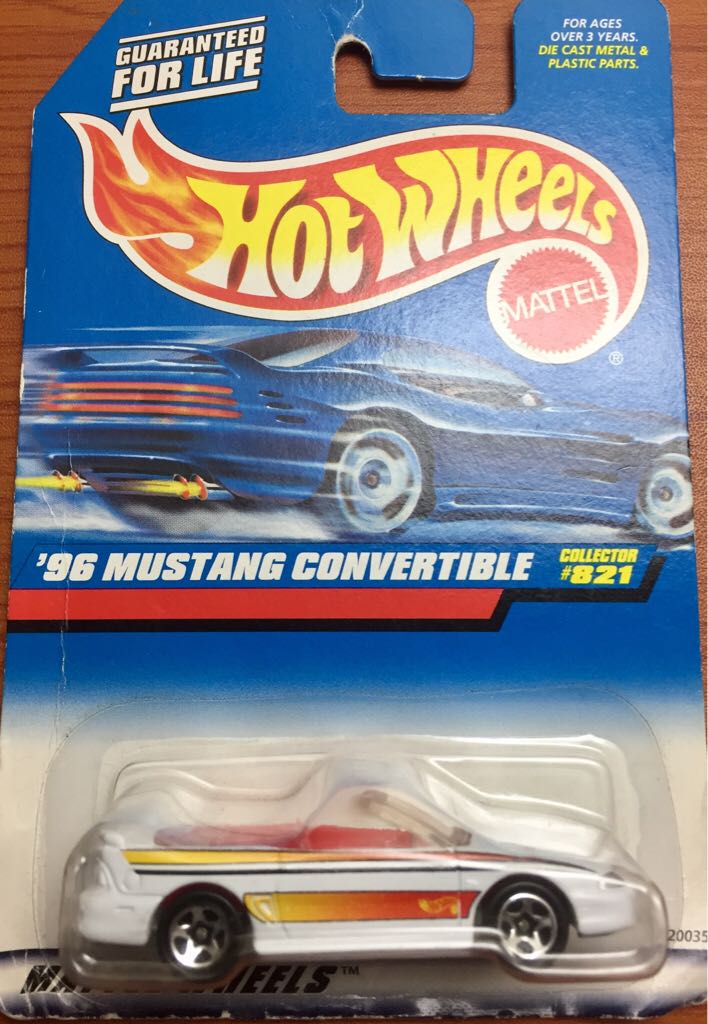 GUARANTEED
FOR LIFE
FOR AGES
OVER 3 YEARS.
DIE CAST METAL &
PLASTIC PARTS.
HOT WHEELS
MATTEL
®
'96 MUSTANG CONVERTIBLE
COLLECTOR
#821
20035
WHEELS™